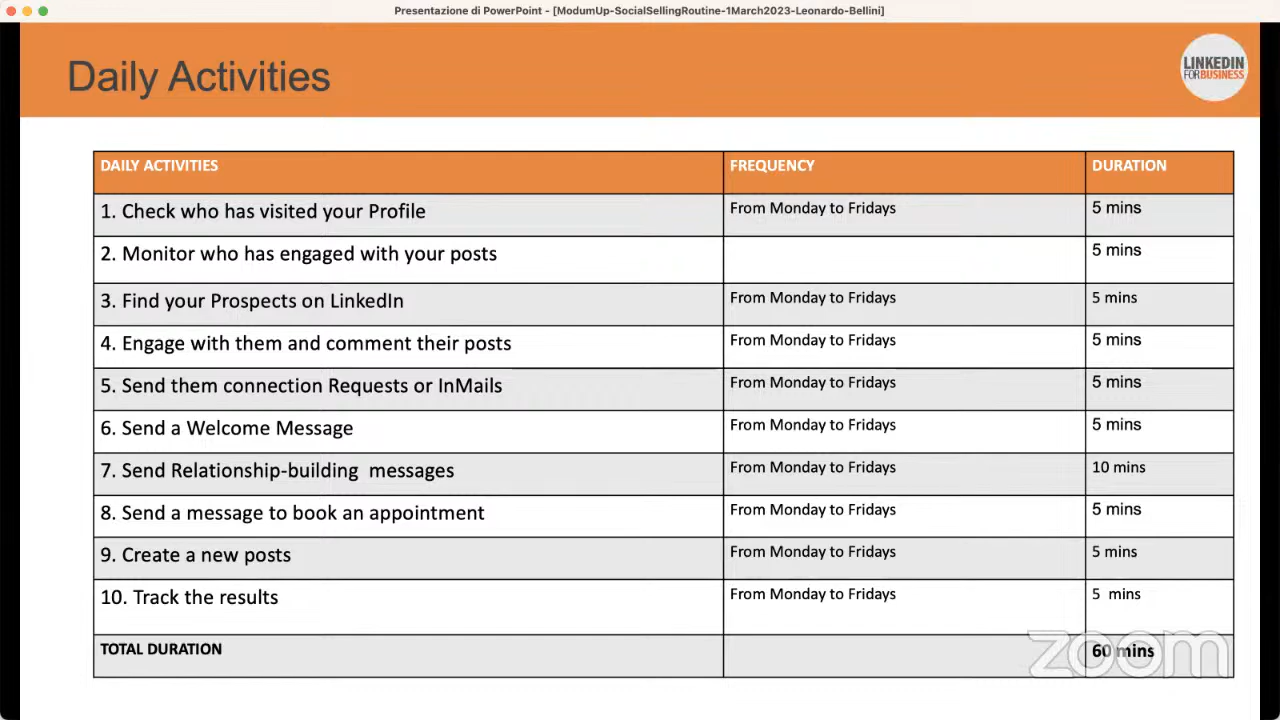 Presentazione di PowerPoint - [ModumUp-SocialSellingRoutine-1March2023-Leonardo-Bellini]
Daily Activities
LINKEDIN
FORBUSINESS
DAILY ACTIVITIES FREQUENCY DURATION
1. Check who has visited your Profile From Monday to Fridays 5 mins
2. Monitor who has engaged with your posts 5 mins
3. Find your Prospects on LinkedIn From Monday to Fridays 5 mins
4. Engage with them and comment their posts From Monday to Fridays 5 mins
5. Send them connection Requests or InMails From Monday to Fridays 5 mins
6. Send a Welcome Message From Monday to Fridays 5 mins
7. Send Relationship-building  messages From Monday to Fridays 10 mins
8. Send a message to book an appointment From Monday to Fridays 5 mins
9. Create a new posts From Monday to Fridays 5 mins
10. Track the results From Monday to Fridays 5  mins
TOTAL DURATION 60 mins
zoom